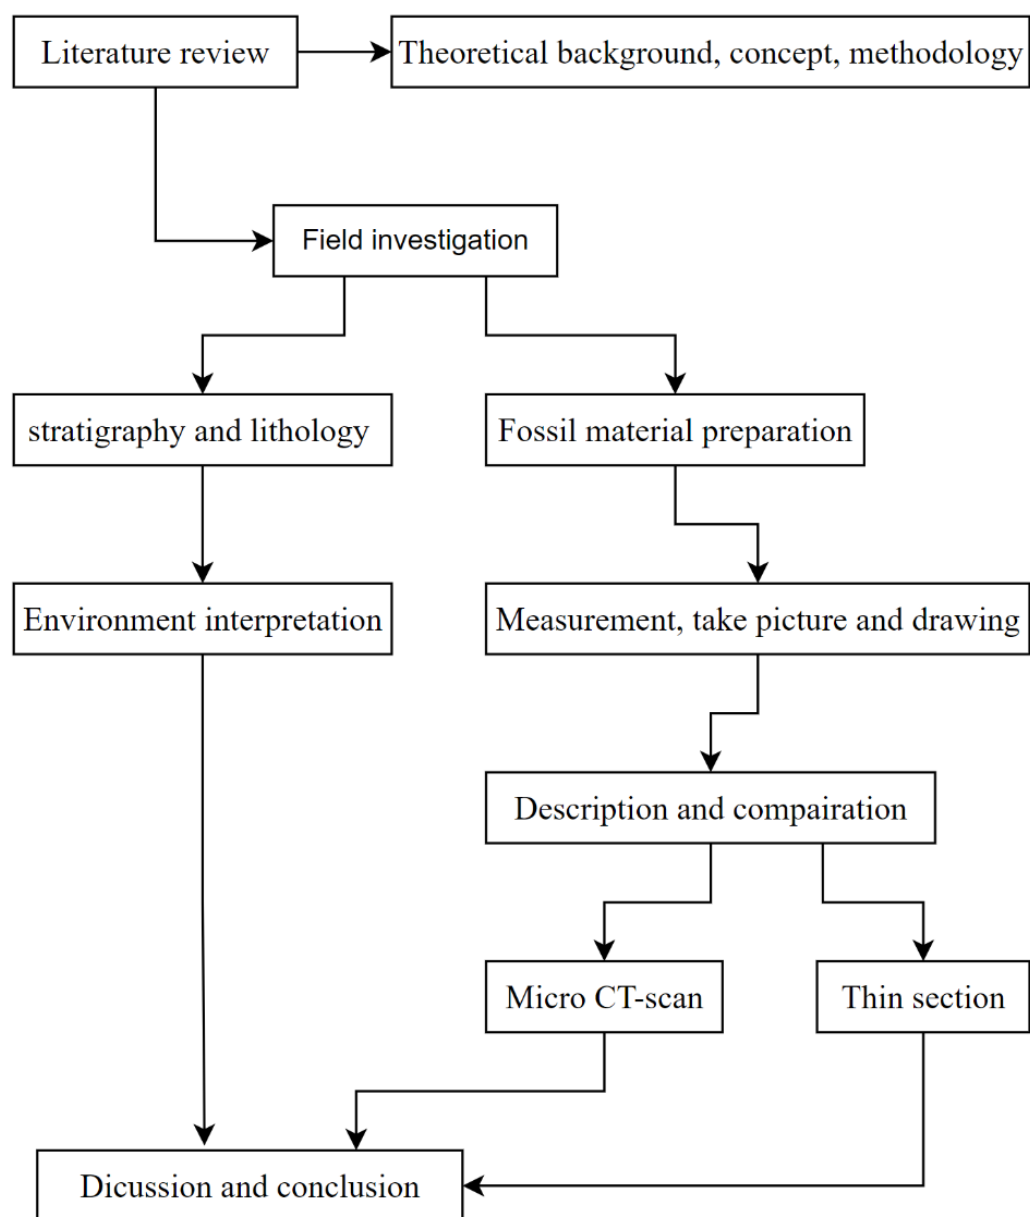 Literature review
Theoretical background, concept, methodology
Field investigation
stratigraphy and lithology
Fossil material preparation
Environment interpretation
Measurement, take picture and drawing
Description and compairation
Micro CT-scan
Thin section
Dicussion and conclusion